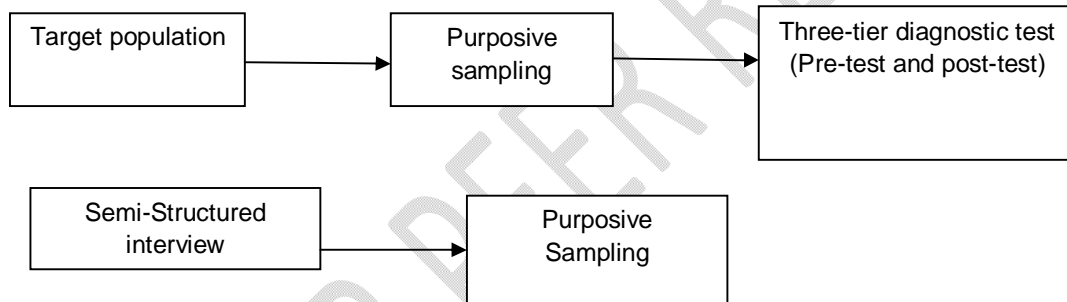 Target population
Purposive
sampling
Three-tier diagnostic test
(Pre-test and post-test)
Semi-Structured
interview
Purposive
Sampling